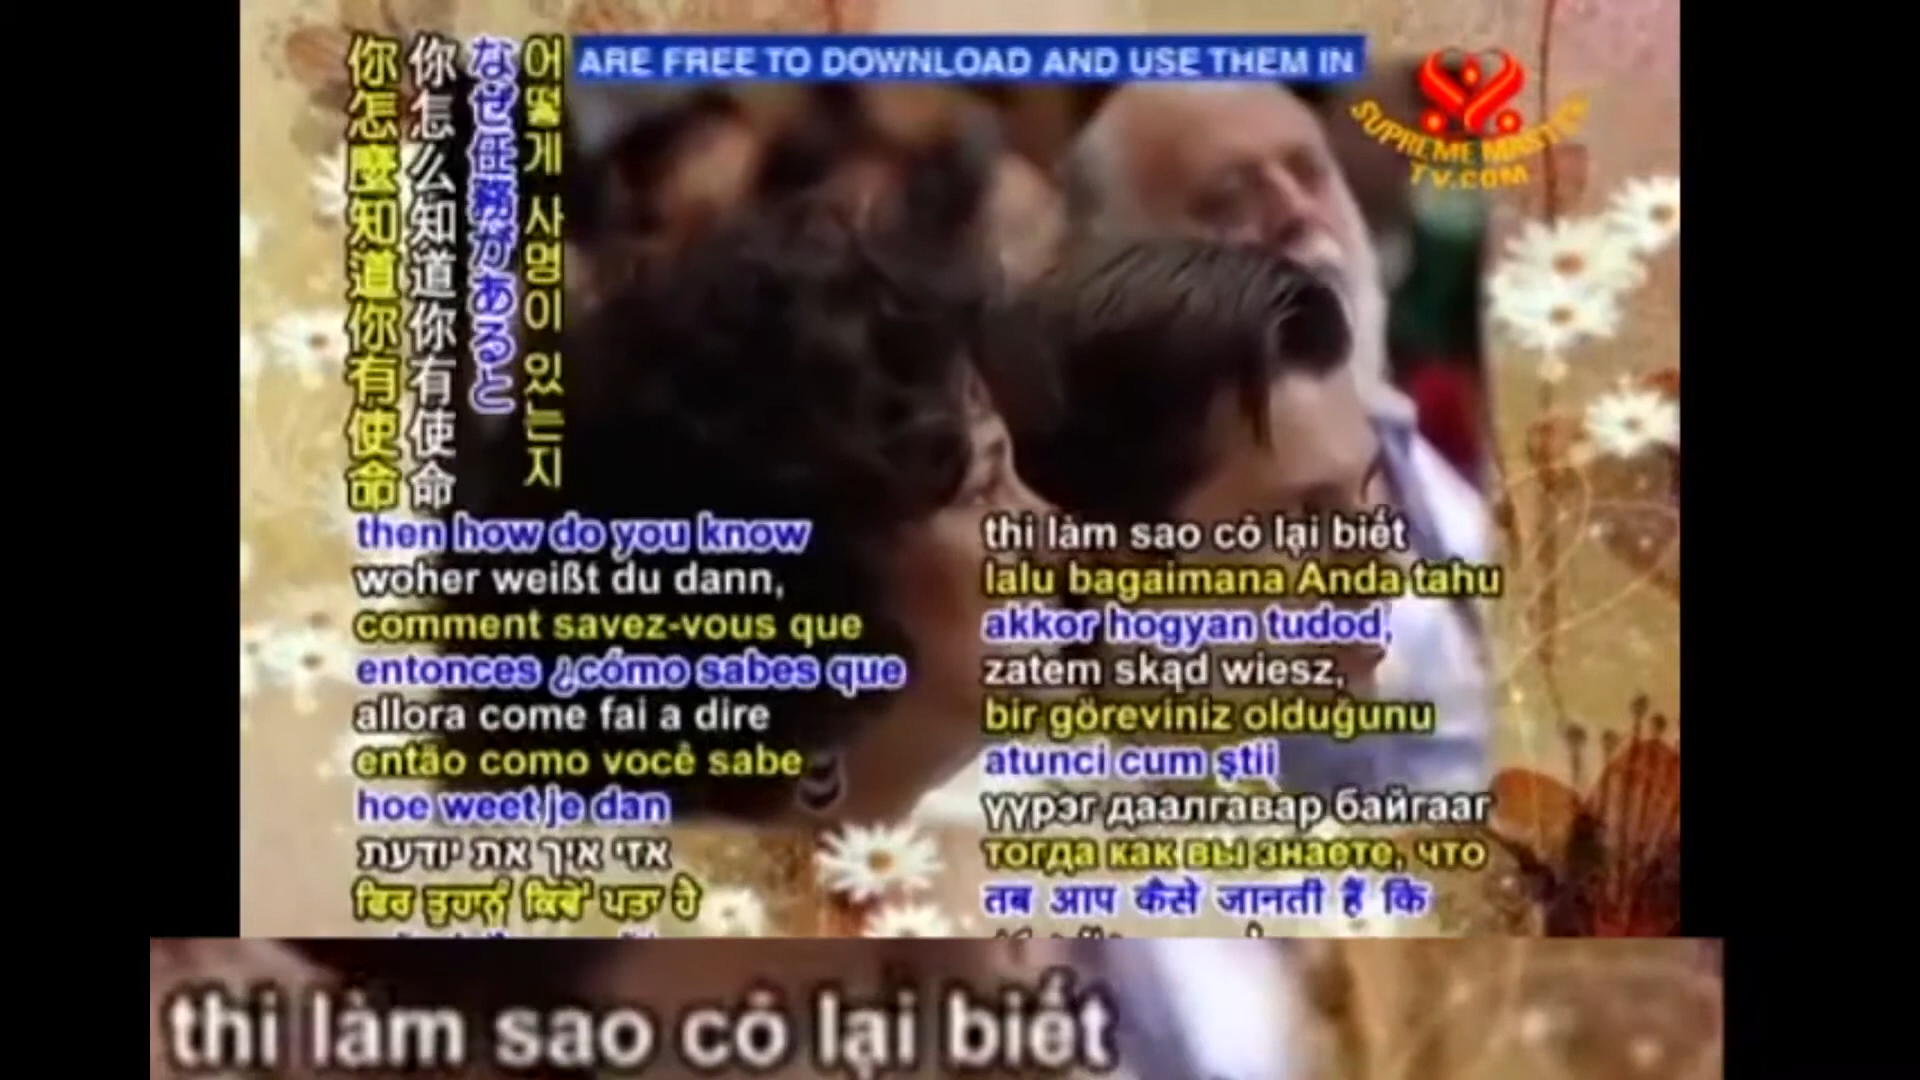 ARE FREE TO DOWNLOAD AND USE THEM IN
SUPREME MASTER
TV.COM
어떻게 사명이 있는지
なぜ任務があると
你怎么知道你有使命
你怎麼知道你有使命
then how do you know
woher weißt du dann,
comment savez-vous que
entonces ¿cómo sabes que
allora come fai a dire
então como você sabe
hoe weet je dan
אזי איך את יודעת
ਫਿਰ ਤੁਹਾਨੂੰ ਕਿਵੇਂ ਪਤਾ ਹੈ
thì làm sao cô lại biết
lalu bagaimana Anda tahu
akkor hogyan tudod,
zatem skąd wiesz,
bir göreviniz olduğunu
atunci cum ştii
үүрэг даалгавар байгааг
тогда как вы знаете, что
तब आप कैसे जानती हैं कि
thì làm sao cô lại biết